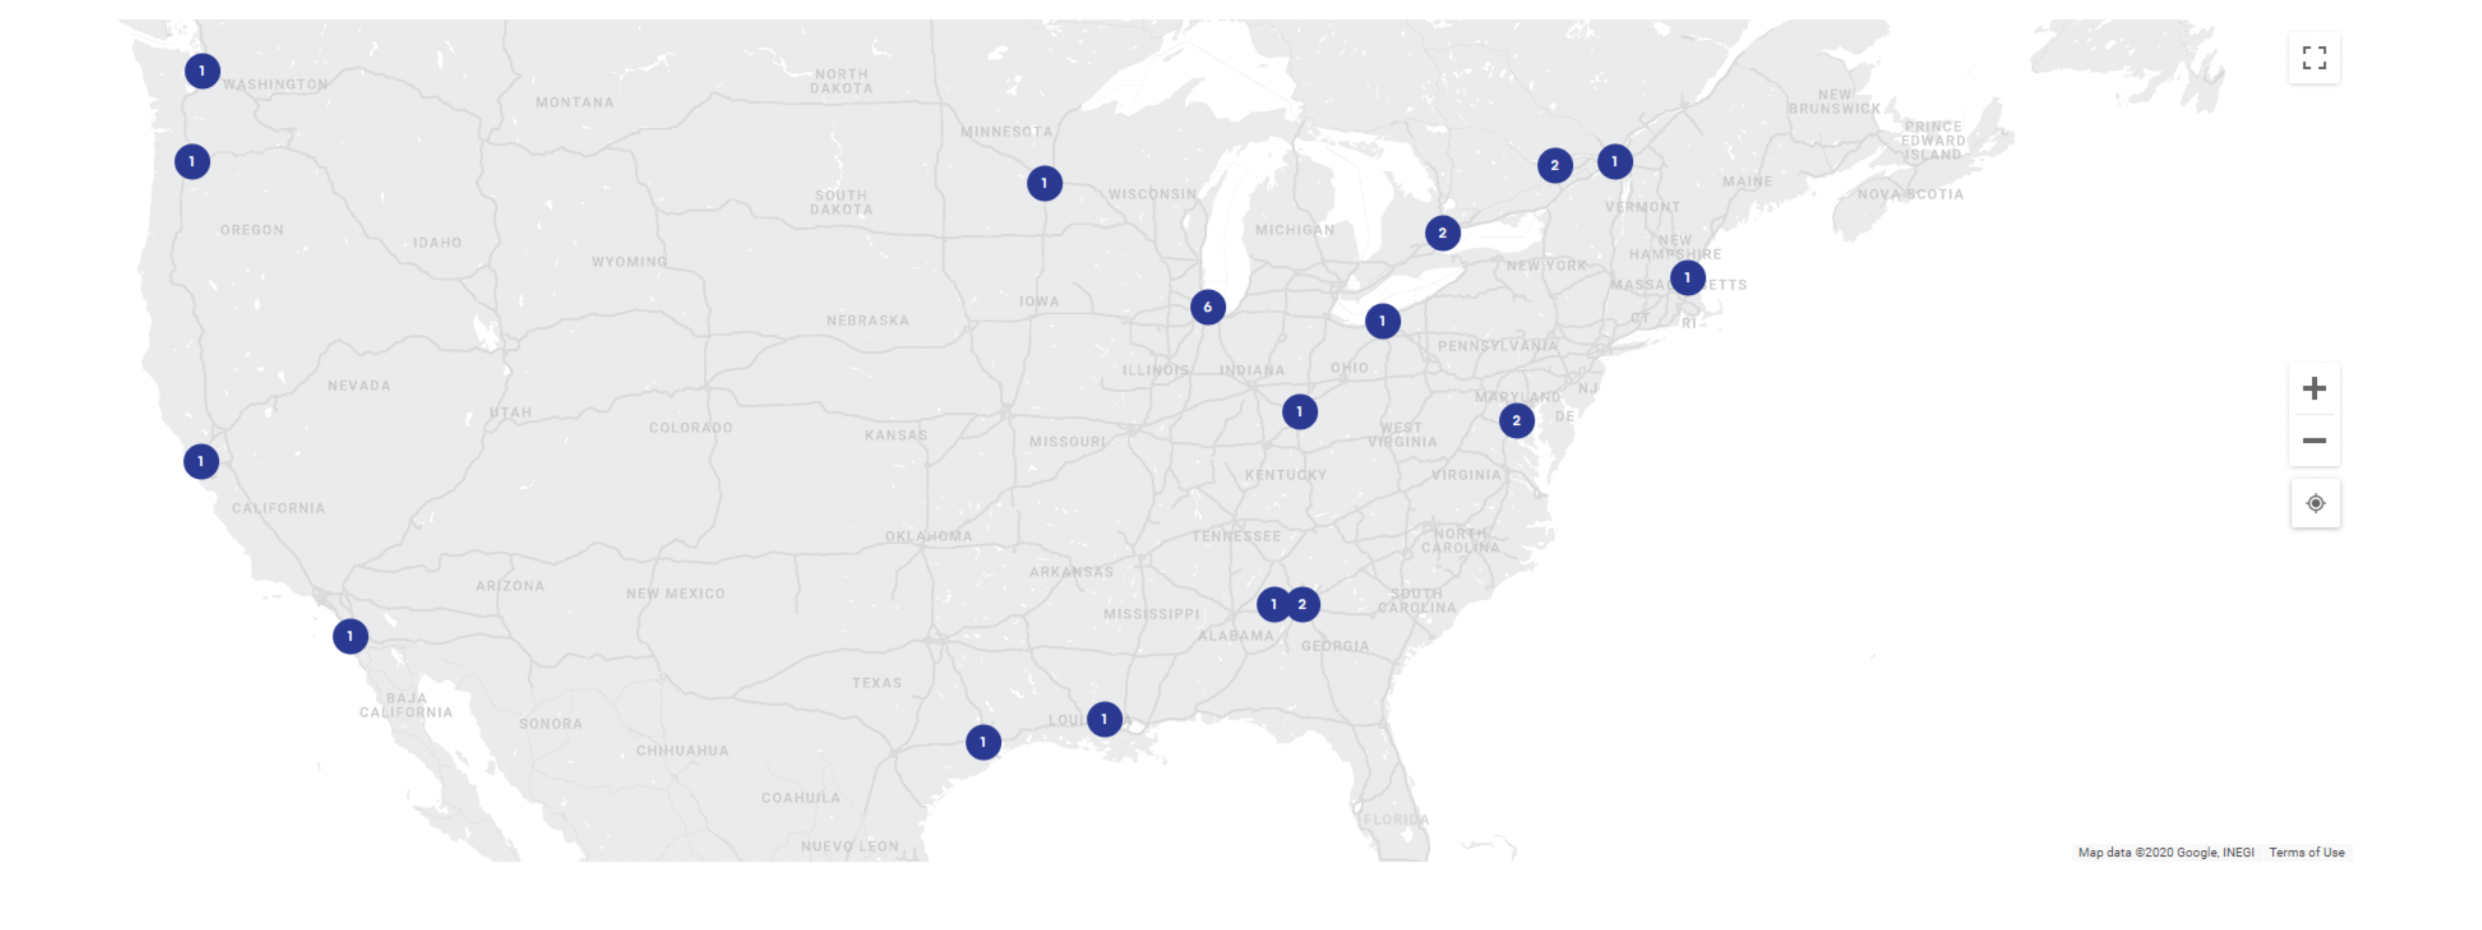 1
WASHINGTON
MONTANA
NORTH
DAKOTA
MINNESOTA
NEW
BRUNSWICK
PRINCE
EDWARD
ISLAND
1
1
SOUTH
DAKOTA
WISCONSIN
2
1
MAINE
NOVA SCOTIA
VERMONT
OREGON
IDAHO
WYOMING
MICHIGAN
2
NEW YORK
NEW
HAMPSHIRE
MASSA
1
ETTS
IOWA
NEBRASKA
6
1
CT
RI
PENNSYLVANIA
NEVADA
UTAH
COLORADO
KANSAS
MISSOURI
ILLINOIS
INDIANA
OHIO
NJ
MARYLAND
DE
1
2
WEST
VIRGINIA
1
KENTUCKY
VIRGINIA
CALIFORNIA
OKLAHOMA
TENNESSEE
NORTH
CAROLINA
ARIZONA
NEW MEXICO
ARKANSAS
MISSISSIPPI
1
2
SOUTH
CAROLINA
1
ALABAMA
GEORGIA
TEXAS
BAJA
CALIFORNIA
SONORA
CHIHUAHUA
LOUI
1
A
1
COAHUILA
FLORIDA
NUEVO LEON
Map data ©2020 Google, INEGI
Terms of Use